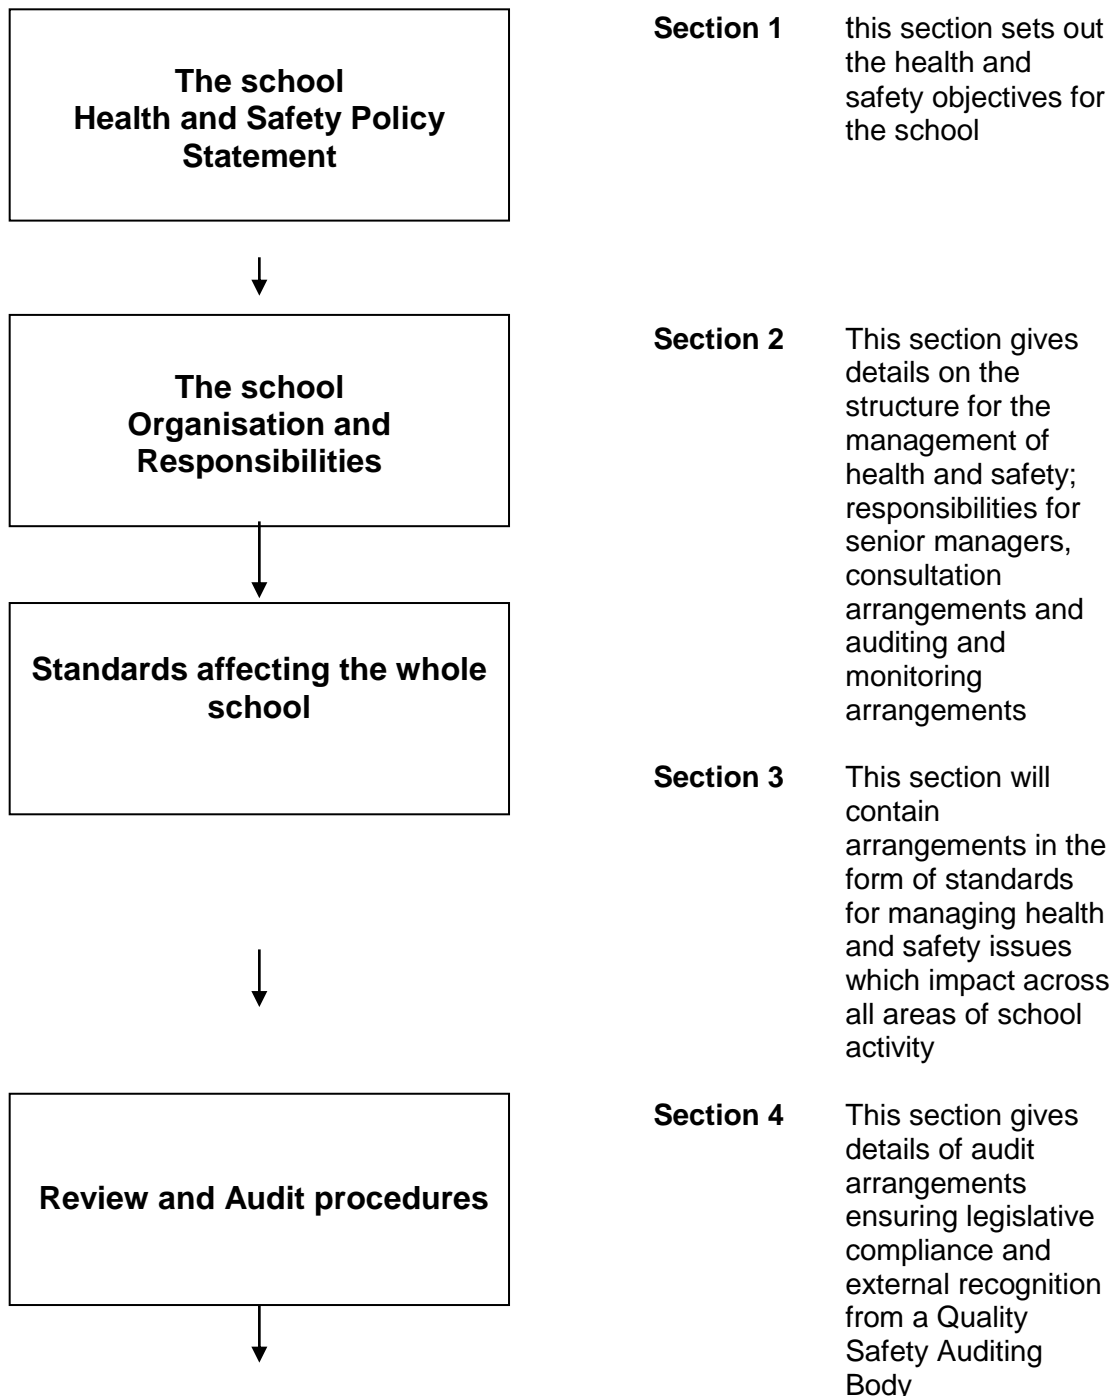 The school
Health and Safety Policy
Statement
Section 1
this section sets out
the health and
safety objectives for
the school
The school
Organisation and
Responsibilities
Section 2
This section gives
details on the
structure for the
management of
health and safety;
responsibilities for
senior managers,
consultation
arrangements and
auditing and
monitoring
arrangements
Standards affecting the whole
school
Section 3
This section will
contain
arrangements in the
form of standards
for managing health
and safety issues
which impact across
all areas of school
activity
Review and Audit procedures
Section 4
This section gives
details of audit
arrangements
ensuring legislative
compliance and
external recognition
from a Quality
Safety Auditing
Body